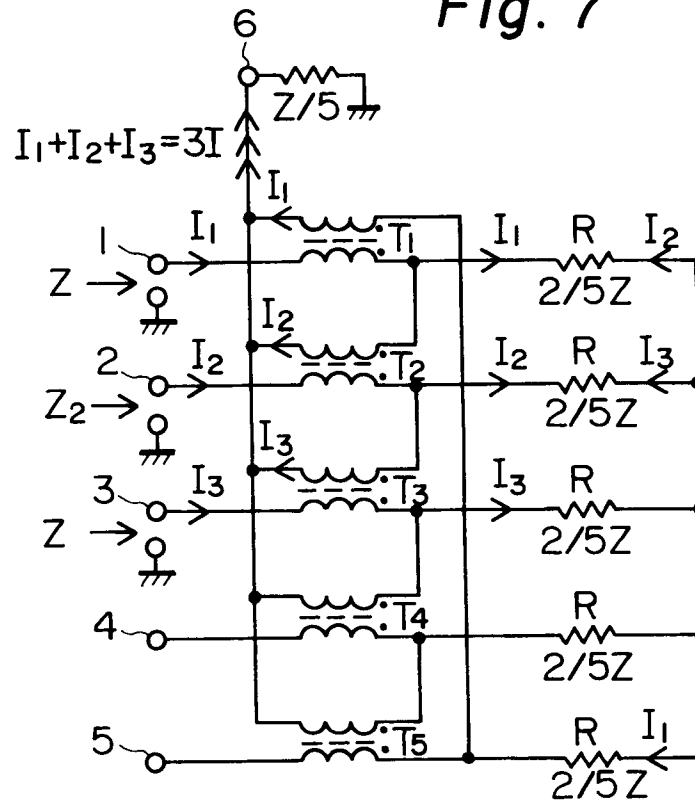 Fig. 7
6
Z/5
I₁+I₂+I₃=3I
I₁
1
I₁
T₁
I₁
R
I₂
Z
2/5Z
I₂
2
I₂
T₂
I₂
R
I₃
Z₂
2/5Z
I₃
3
I₃
T₃
I₃
R
Z
2/5Z
4
T₄
R
2/5Z
5
T₅
R
I₁
2/5Z